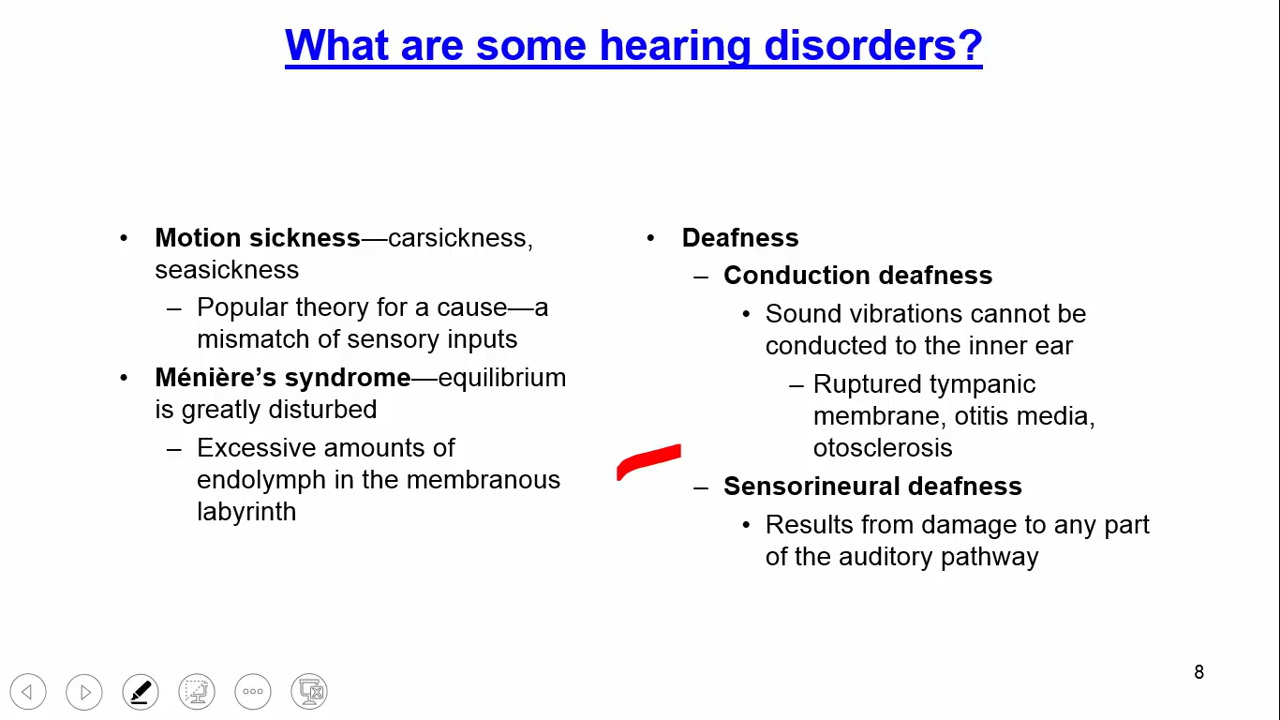 What are some hearing disorders?
• Motion sickness—carsickness,
seasickness
– Popular theory for a cause—a
mismatch of sensory inputs
• Ménière’s syndrome—equilibrium
is greatly disturbed
– Excessive amounts of
endolymph in the membranous
labyrinth
• Deafness
– Conduction deafness
• Sound vibrations cannot be
conducted to the inner ear
– Ruptured tympanic
membrane, otitis media,
otosclerosis
– Sensorineural deafness
• Results from damage to any part
of the auditory pathway
8